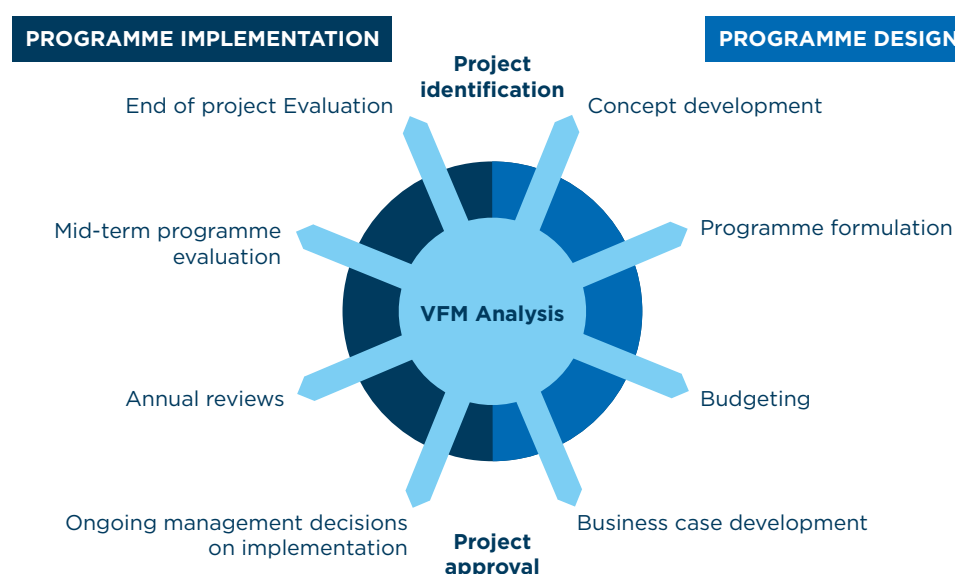 PROGRAMME IMPLEMENTATION
PROGRAMME DESIGN
Project
identification
End of project Evaluation
Concept development
Mid-term programme
evaluation
Programme formulation
VFM Analysis
Annual reviews
Budgeting
Ongoing management decisions
on implementation
Business case development
Project
approval